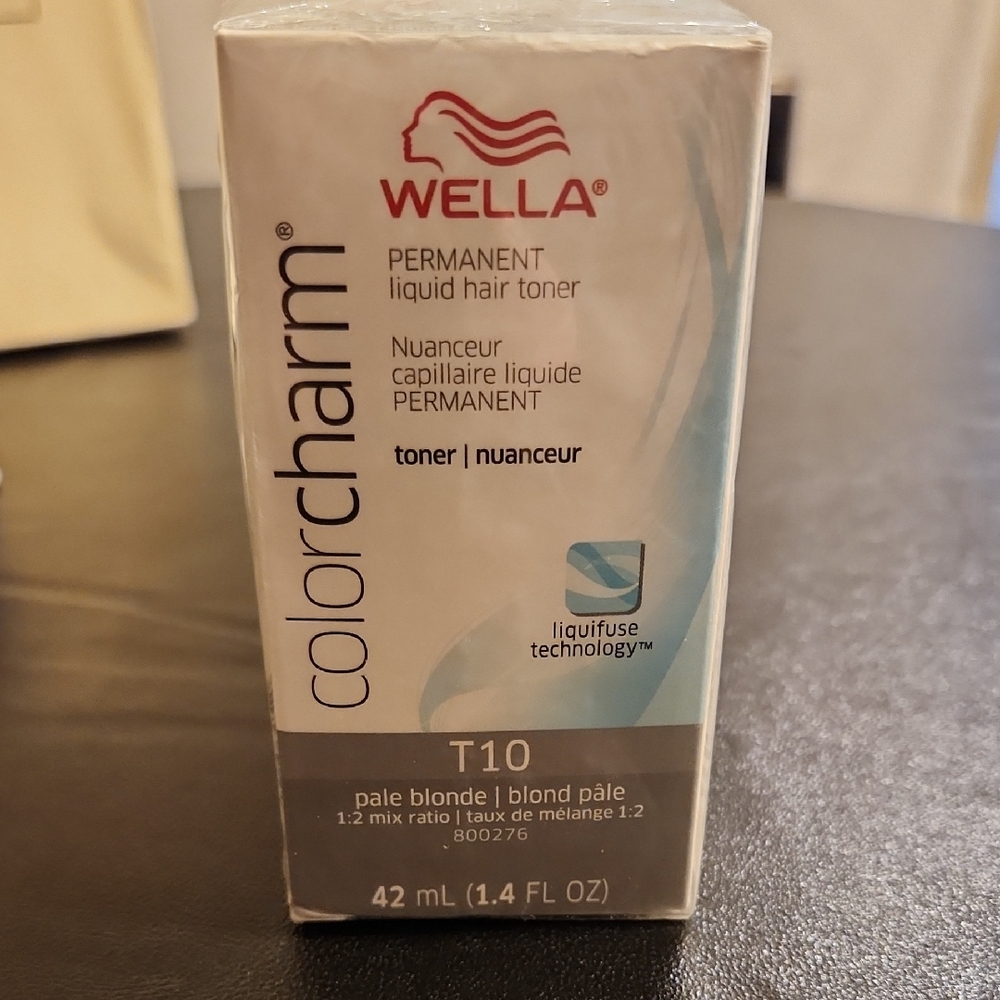 WELLA®
colorcharm®
PERMANENT
liquid hair toner
Nuanceur
capillaire liquide
PERMANENT
toner | nuanceur
liquifuse
technology™
T10
pale blonde | blond pâle
1:2 mix ratio | taux de mélange 1:2
800276
42 mL (1.4 FL OZ)